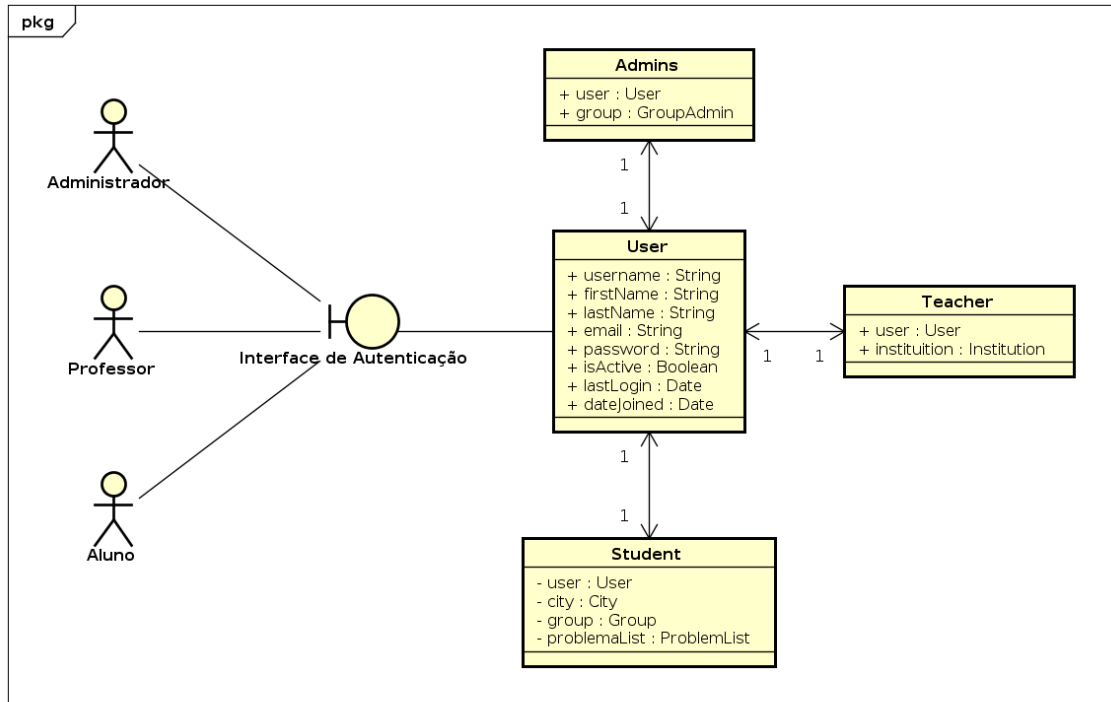 pkg
Admins
+ user : User
+ group : GroupAdmin
1
1
Administrador
User
+ username : String
+ firstName : String
+ lastName : String
+ email : String
+ password : String
+ isActive : Boolean
+ lastLogin : Date
+ dateJoined : Date
Teacher
+ user : User
+ instituition : Institution
1
1
Interface de Autenticação
Professor
1
1
Aluno
Student
- user : User
- city : City
- group : Group
- problemaList : ProblemList